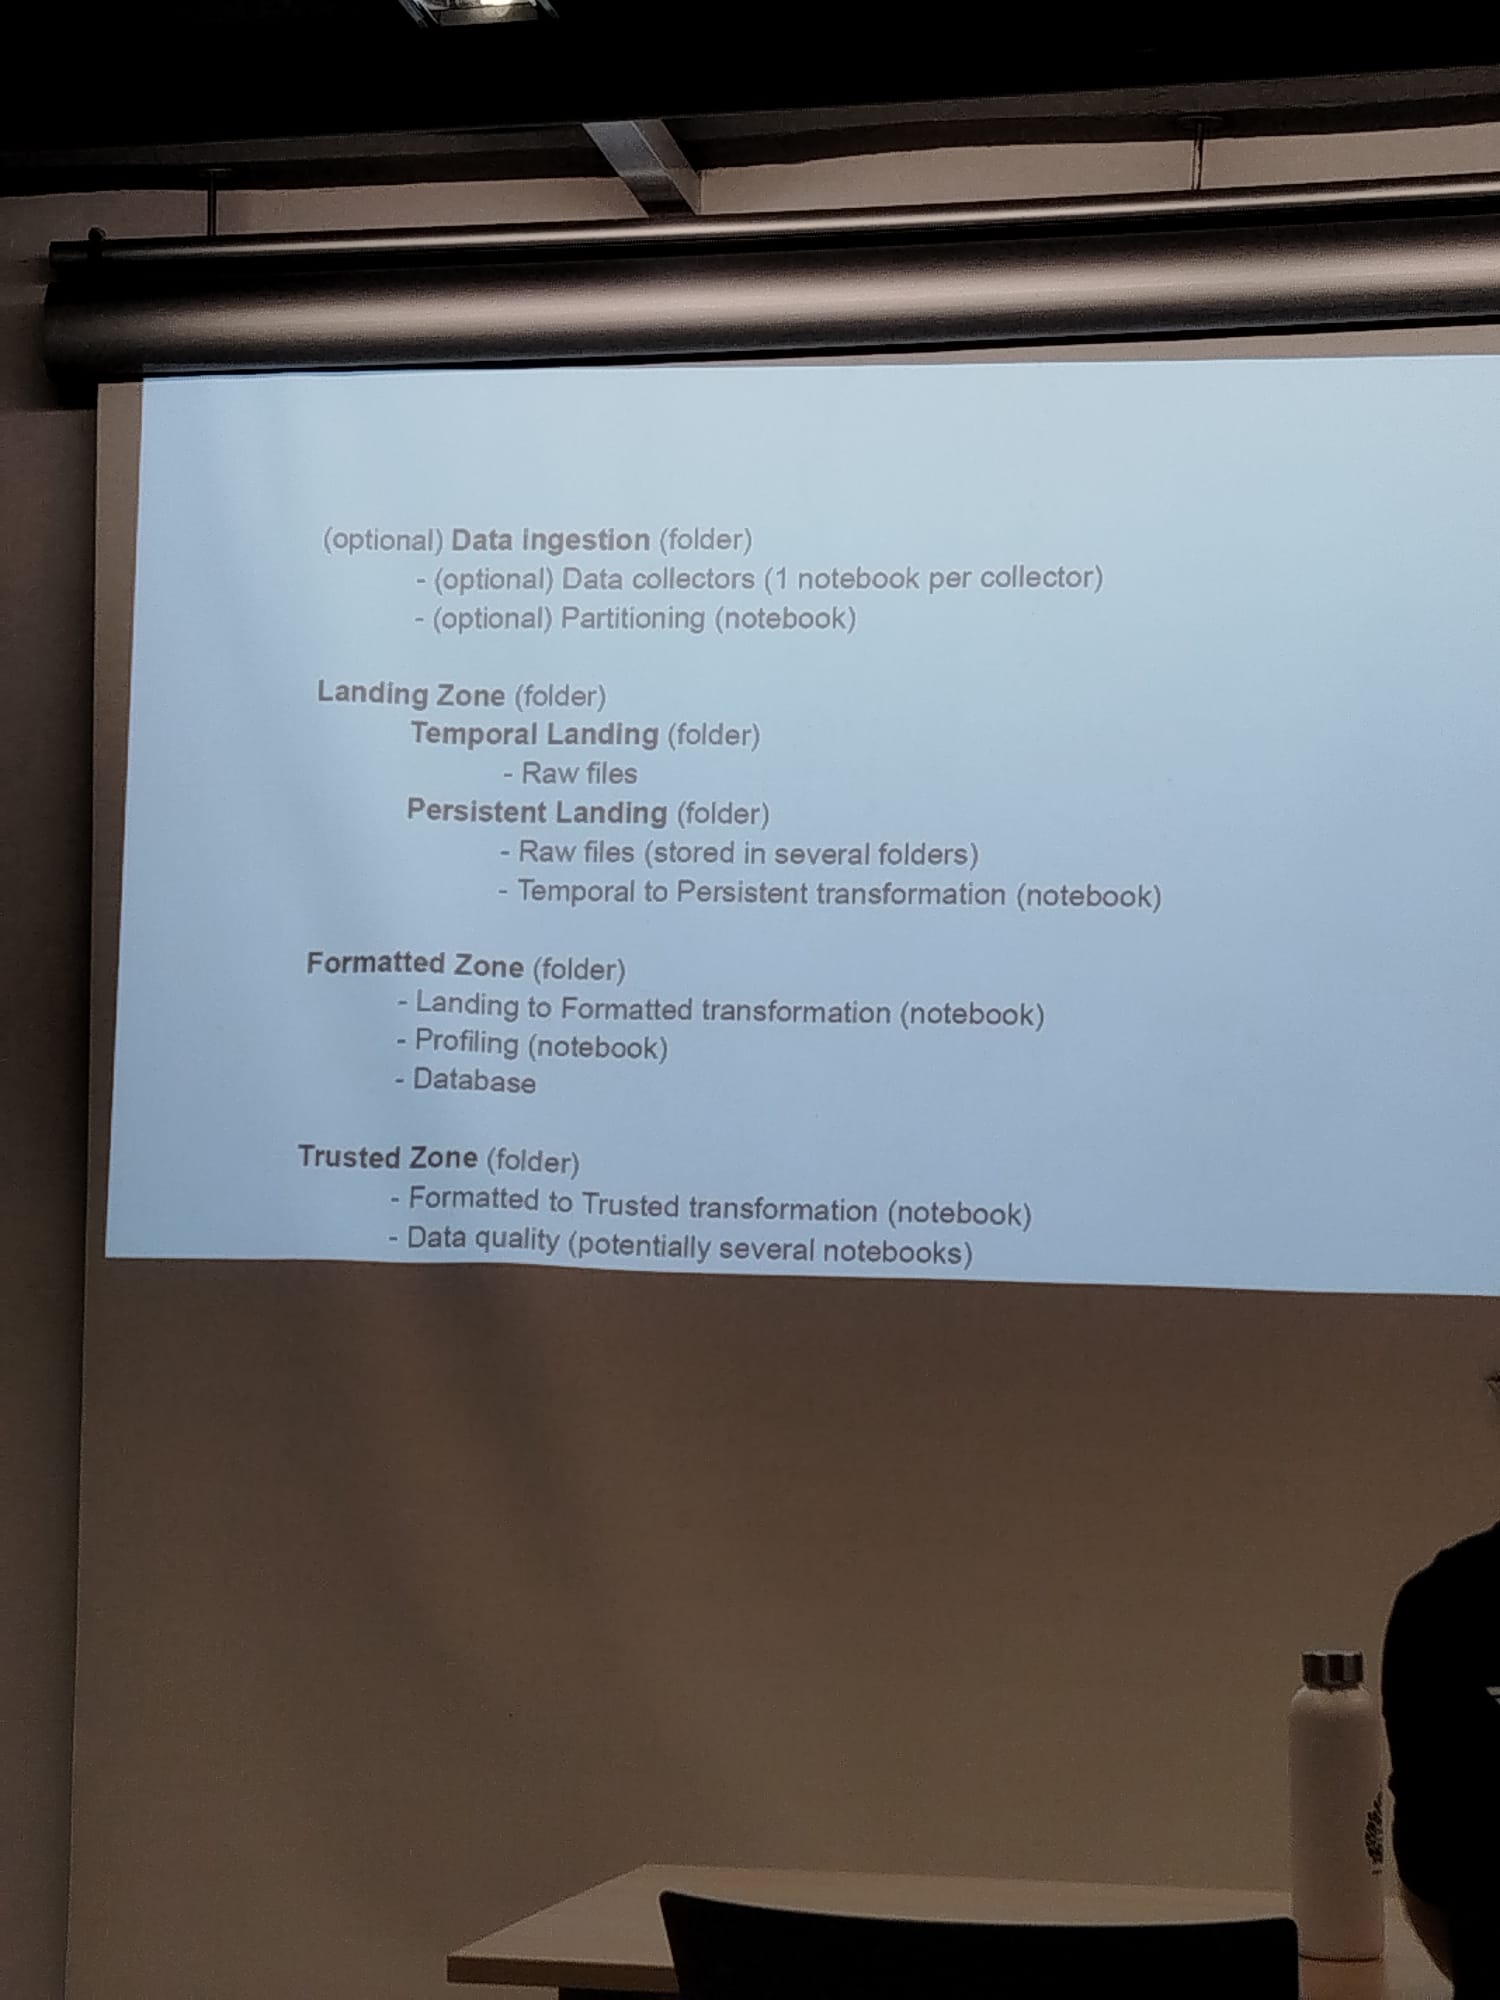 (optional) Data ingestion (folder)
- (optional) Data collectors (1 notebook per collector)
- (optional) Partitioning (notebook)
Landing Zone (folder)
Temporal Landing (folder)
- Raw files
Persistent Landing (folder)
- Raw files (stored in several folders)
- Temporal to Persistent transformation (notebook)
Formatted Zone (folder)
- Landing to Formatted transformation (notebook)
- Profiling (notebook)
- Database
Trusted Zone (folder)
- Formatted to Trusted transformation (notebook)
- Data quality (potentially several notebooks)